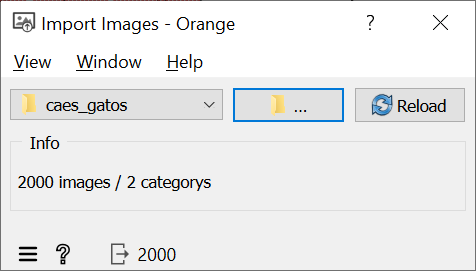 Import Images - Orange ?
View Window Help
caes_gatos ... Reload
Info
2000 images / 2 categorys
? 2000